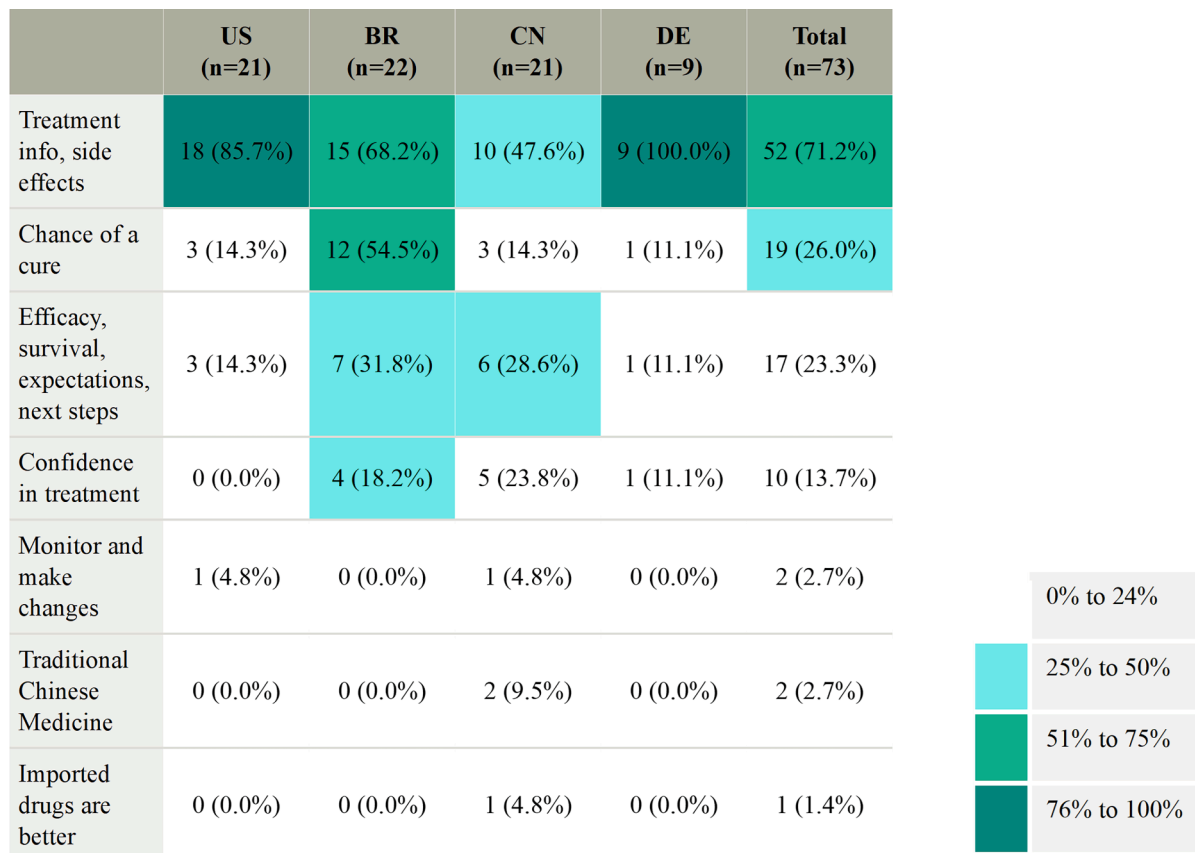 US BR CN DE Total
(n=21) (n=22) (n=21) (n=9) (n=73)
Treatment
info, side
effects
18 (85.7%) 15 (68.2%) 10 (47.6%) 9 (100.0%) 52 (71.2%)
Chance of a
cure
3 (14.3%) 12 (54.5%) 3 (14.3%) 1 (11.1%) 19 (26.0%)
Efficacy,
survival,
expectations,
next steps
3 (14.3%) 7 (31.8%) 6 (28.6%) 1 (11.1%) 17 (23.3%)
Confidence
in treatment
0 (0.0%) 4 (18.2%) 5 (23.8%) 1 (11.1%) 10 (13.7%)
Monitor and
make
changes
1 (4.8%) 0 (0.0%) 1 (4.8%) 0 (0.0%) 2 (2.7%)
Traditional
Chinese
Medicine
0 (0.0%) 0 (0.0%) 2 (9.5%) 0 (0.0%) 2 (2.7%)
Imported
drugs are
better
0 (0.0%) 0 (0.0%) 1 (4.8%) 0 (0.0%) 1 (1.4%)
0% to 24%
25% to 50%
51% to 75%
76% to 100%